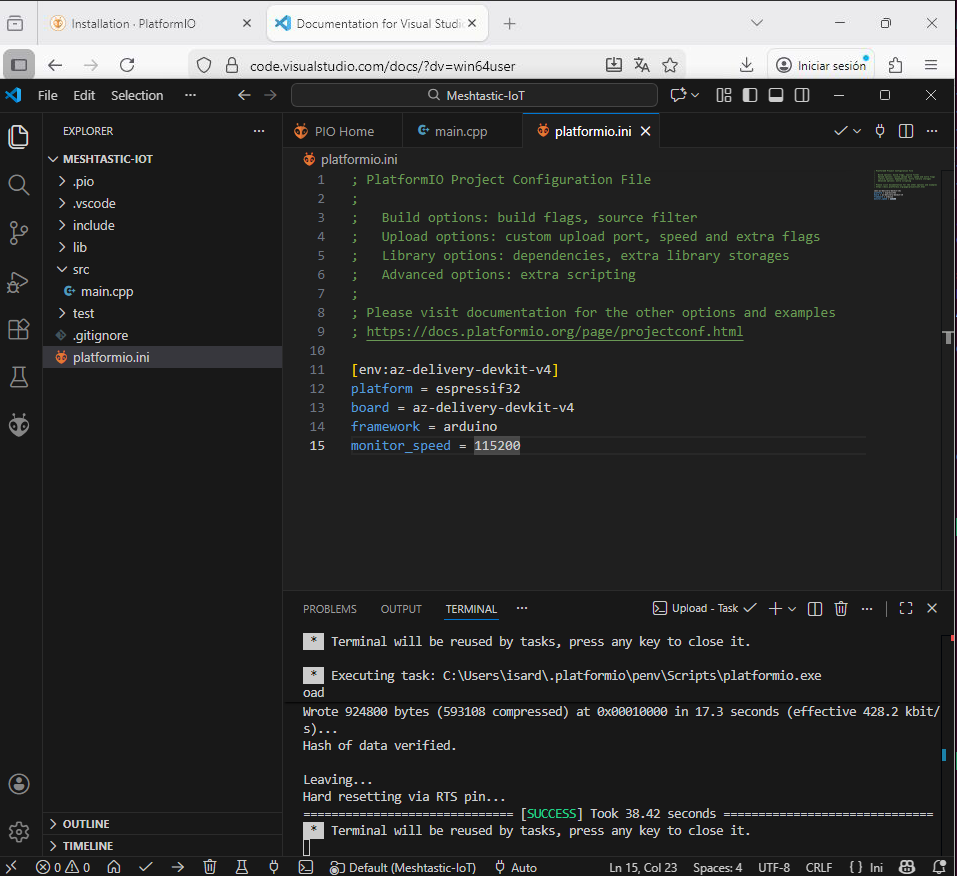 Installation · PlatformIO
Documentation for Visual Studi
code.visualstudio.com/docs/?dv=win64user
Iniciar sesión
File Edit Selection ···
Meshtastic-IoT
EXPLORER ···
PIO Home
main.cpp
platformio.ini
MESHTASTIC-IOT
.pio
.vscode
include
lib
src
main.cpp
test
.gitignore
platformio.ini
platformio.ini
1 ; PlatformIO Project Configuration File
2 ;
3 ;   Build options: build flags, source filter
4 ;   Upload options: custom upload port, speed and extra flags
5 ;   Library options: dependencies, extra library storages
6 ;   Advanced options: extra scripting
7 ;
8 ; Please visit documentation for the other options and examples
9 ; https://docs.platformio.org/page/projectconf.html
10
11 [env:az-delivery-devkit-v4]
12 platform = espressif32
13 board = az-delivery-devkit-v4
14 framework = arduino
15 monitor_speed = 115200
PROBLEMS OUTPUT TERMINAL ··· Upload - Task
* Terminal will be reused by tasks, press any key to close it.
* Executing task: C:\Users\isard\.platformio\penv\Scripts\platformio.exe
oad
Wrote 924800 bytes (593108 compressed) at 0x00010000 in 17.3 seconds (effective 428.2 kbit/
s)...
Hash of data verified.
Leaving...
Hard resetting via RTS pin...
============================ [SUCCESS] Took 38.42 seconds ============================
* Terminal will be reused by tasks, press any key to close it.
OUTLINE
TIMELINE
0 0 Default (Meshtastic-IoT) Auto Ln 15, Col 23 Spaces: 4 UTF-8 CRLF {} Ini